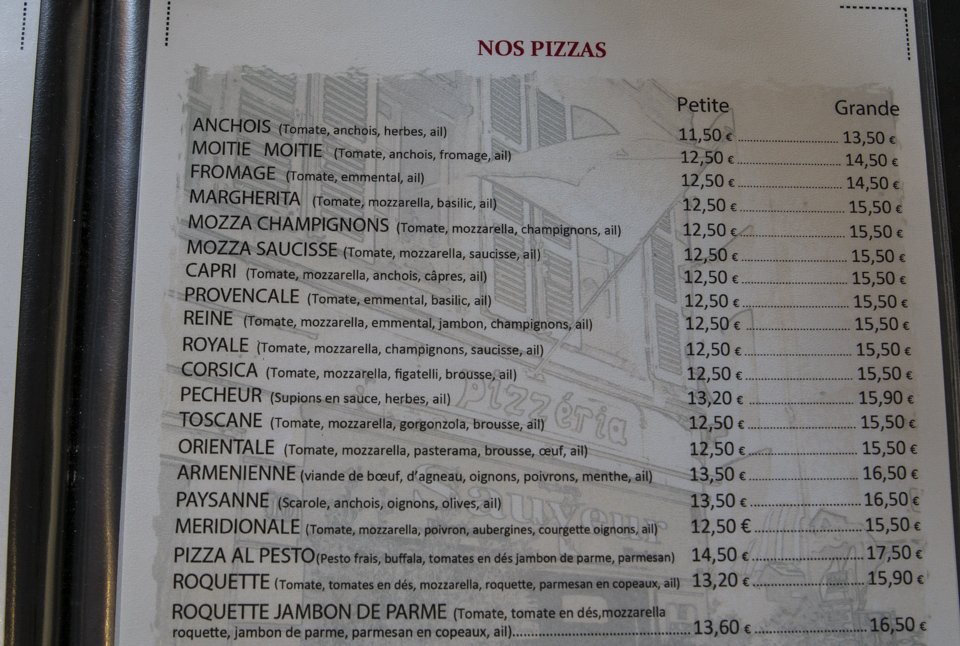 NOS PIZZAS
Petite Grande
ANCHOIS (Tomate, anchois, herbes, ail) 11,50 € 13,50 €
MOITIE MOITIE (Tomate, anchois, fromage, ail) 12,50 € 14,50 €
FROMAGE (Tomate, emmental, ail) 12,50 € 14,50 €
MARGHERITA (Tomate, mozzarella, basilic, ail) 12,50 € 15,50 €
MOZZA CHAMPIGNONS (Tomate, mozzarella, champignons, ail) 12,50 € 15,50 €
MOZZA SAUCISSE (Tomate, mozzarella, saucisse, ail) 12,50 € 15,50 €
CAPRI (Tomate, mozzarella, anchois, câpres, ail) 12,50 € 15,50 €
PROVENCALE (Tomate, emmental, basilic, ail) 12,50 € 15,50 €
REINE (Tomate, mozzarella, emmental, jambon, champignons, ail) 12,50 € 15,50 €
ROYALE (Tomate, mozzarella, champignons, saucisse, ail) 12,50 € 15,50 €
CORSICA (Tomate, mozzarella, figatelli, brousse, ail) 12,50 € 15,50 €
PECHEUR (Supions en sauce, herbes, ail) 13,20 € 15,90 €
TOSCANE (Tomate, mozzarella, gorgonzola, brousse, ail) 12,50 € 15,50 €
ORIENTALE (Tomate, mozzarella, pasterama, brousse, œuf, ail) 12,50 € 15,50 €
ARMENIENNE (viande de bœuf, d'agneau, oignons, poivrons, menthe, ail) 13,50 € 16,50 €
PAYSANNE (Scarole, anchois, oignons, olives, ail) 13,50 € 16,50 €
MERIDIONALE (Tomate, mozzarella, poivron, aubergines, courgette oignons, ail) 12,50 € 15,50 €
PIZZA AL PESTO (Pesto frais, buffala, tomates en dés jambon de parme, parmesan) 14,50 € 17,50 €
ROQUETTE (Tomate, tomates en dés, mozzarella, roquette, parmesan en copeaux, ail) 13,20 € 15,90 €
ROQUETTE JAMBON DE PARME (Tomate, tomate en dés,mozzarella
roquette, jambon de parme, parmesan en copeaux, ail) 13,60 € 16,50 €
pizzéria
Sauveur